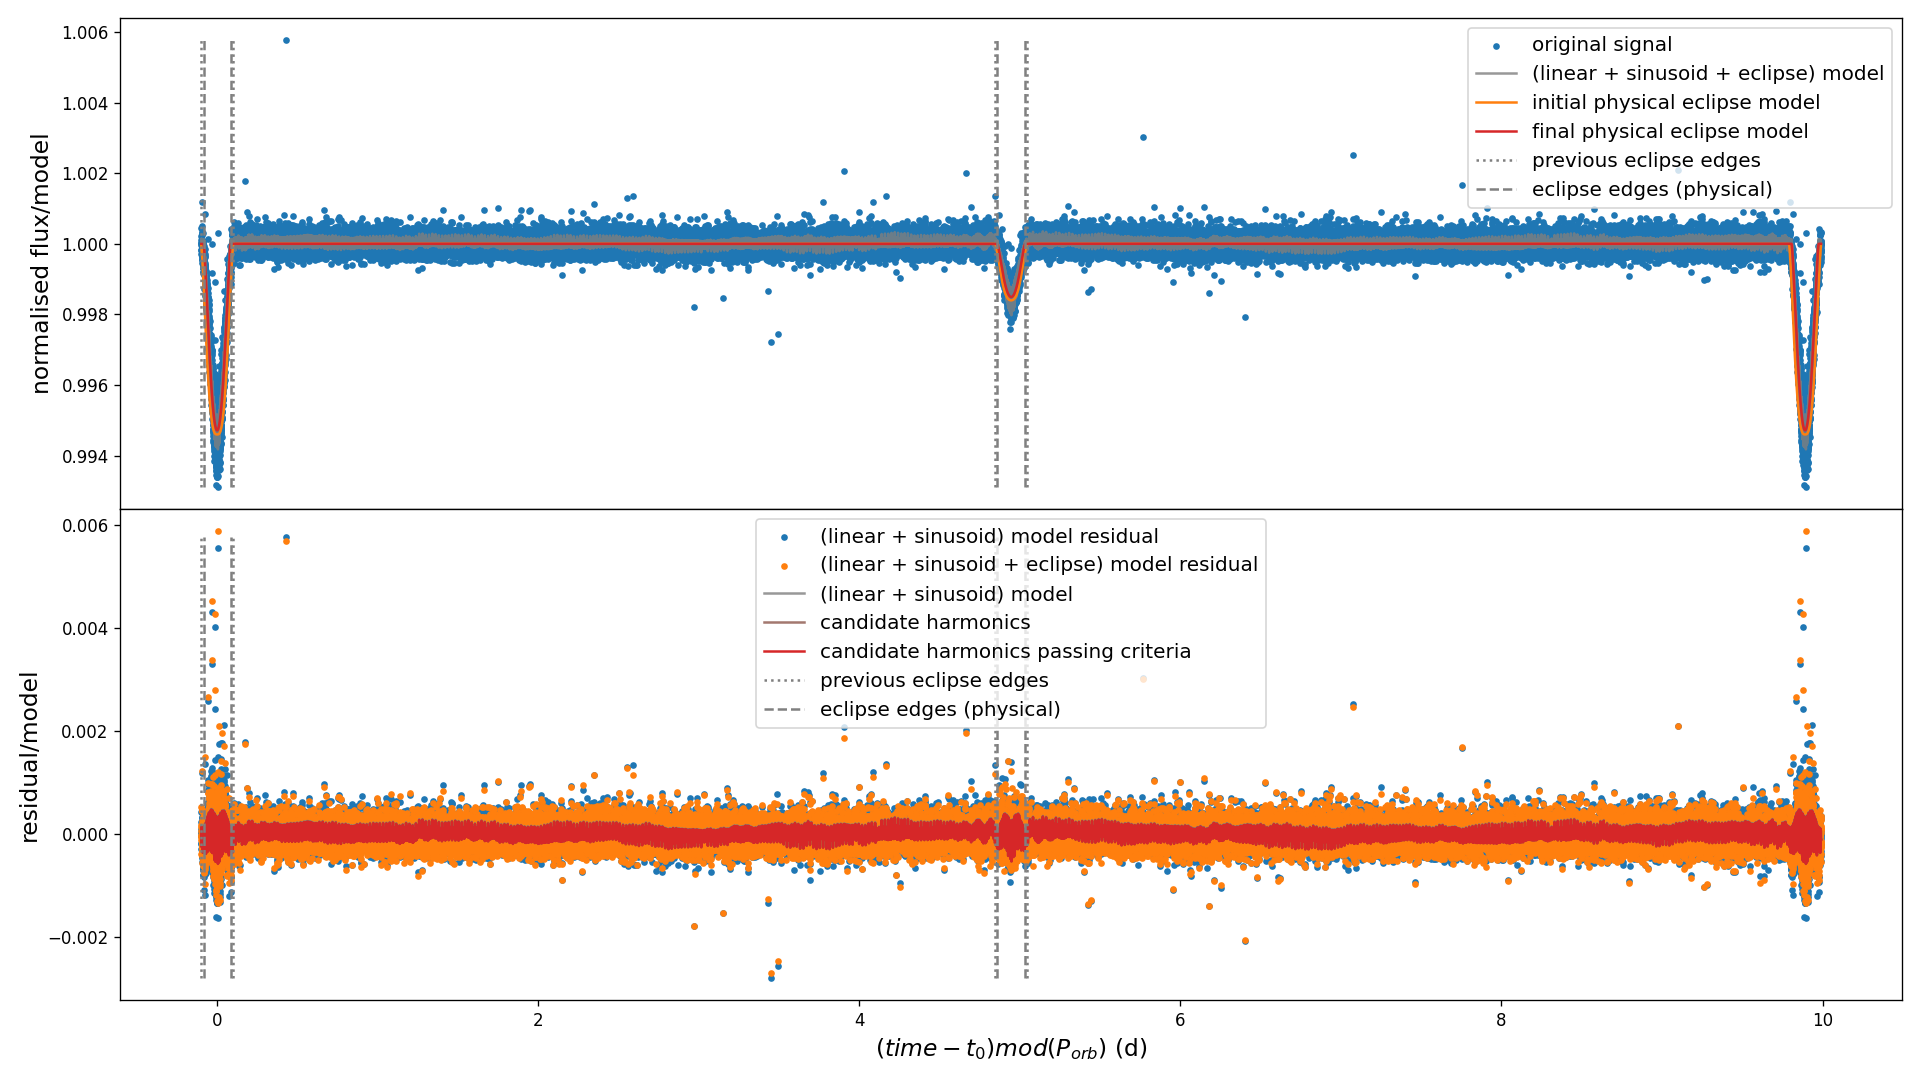 normalised flux/model
1.006
1.004
1.002
1.000
0.998
0.996
0.994
original signal
(linear + sinusoid + eclipse) model
initial physical eclipse model
final physical eclipse model
previous eclipse edges
eclipse edges (physical)
residual/model
0.006
0.004
0.002
0.000
−0.002
(linear + sinusoid) model residual
(linear + sinusoid + eclipse) model residual
(linear + sinusoid) model
candidate harmonics
candidate harmonics passing criteria
previous eclipse edges
eclipse edges (physical)
0 2 4 6 8 10
(time − t₀)mod(Pₒᵣb) (d)